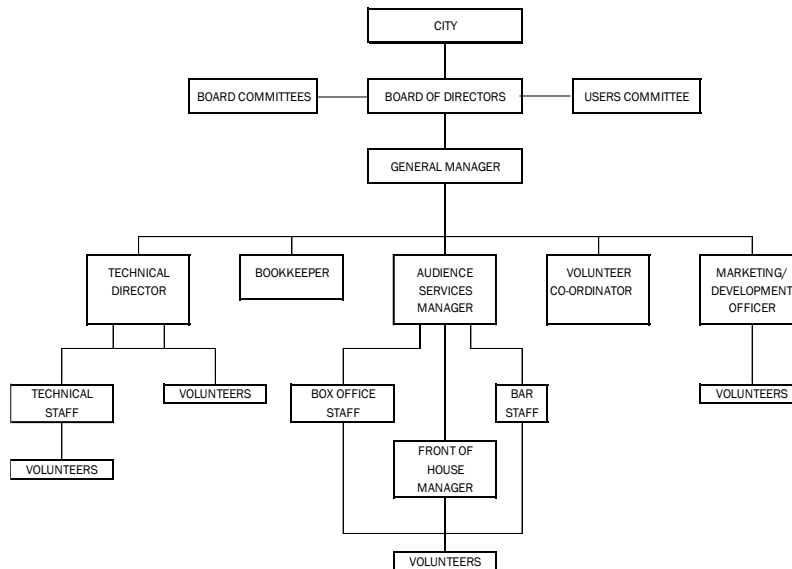 CITY
BOARD COMMITTEES
BOARD OF DIRECTORS
USERS COMMITTEE
GENERAL MANAGER
TECHNICAL
DIRECTOR
BOOKKEEPER
AUDIENCE
SERVICES
MANAGER
VOLUNTEER
CO-ORDINATOR
MARKETING/
DEVELOPMENT
OFFICER
TECHNICAL
STAFF
VOLUNTEERS
BOX OFFICE
STAFF
BAR
STAFF
VOLUNTEERS
VOLUNTEERS
FRONT OF
HOUSE
MANAGER
VOLUNTEERS